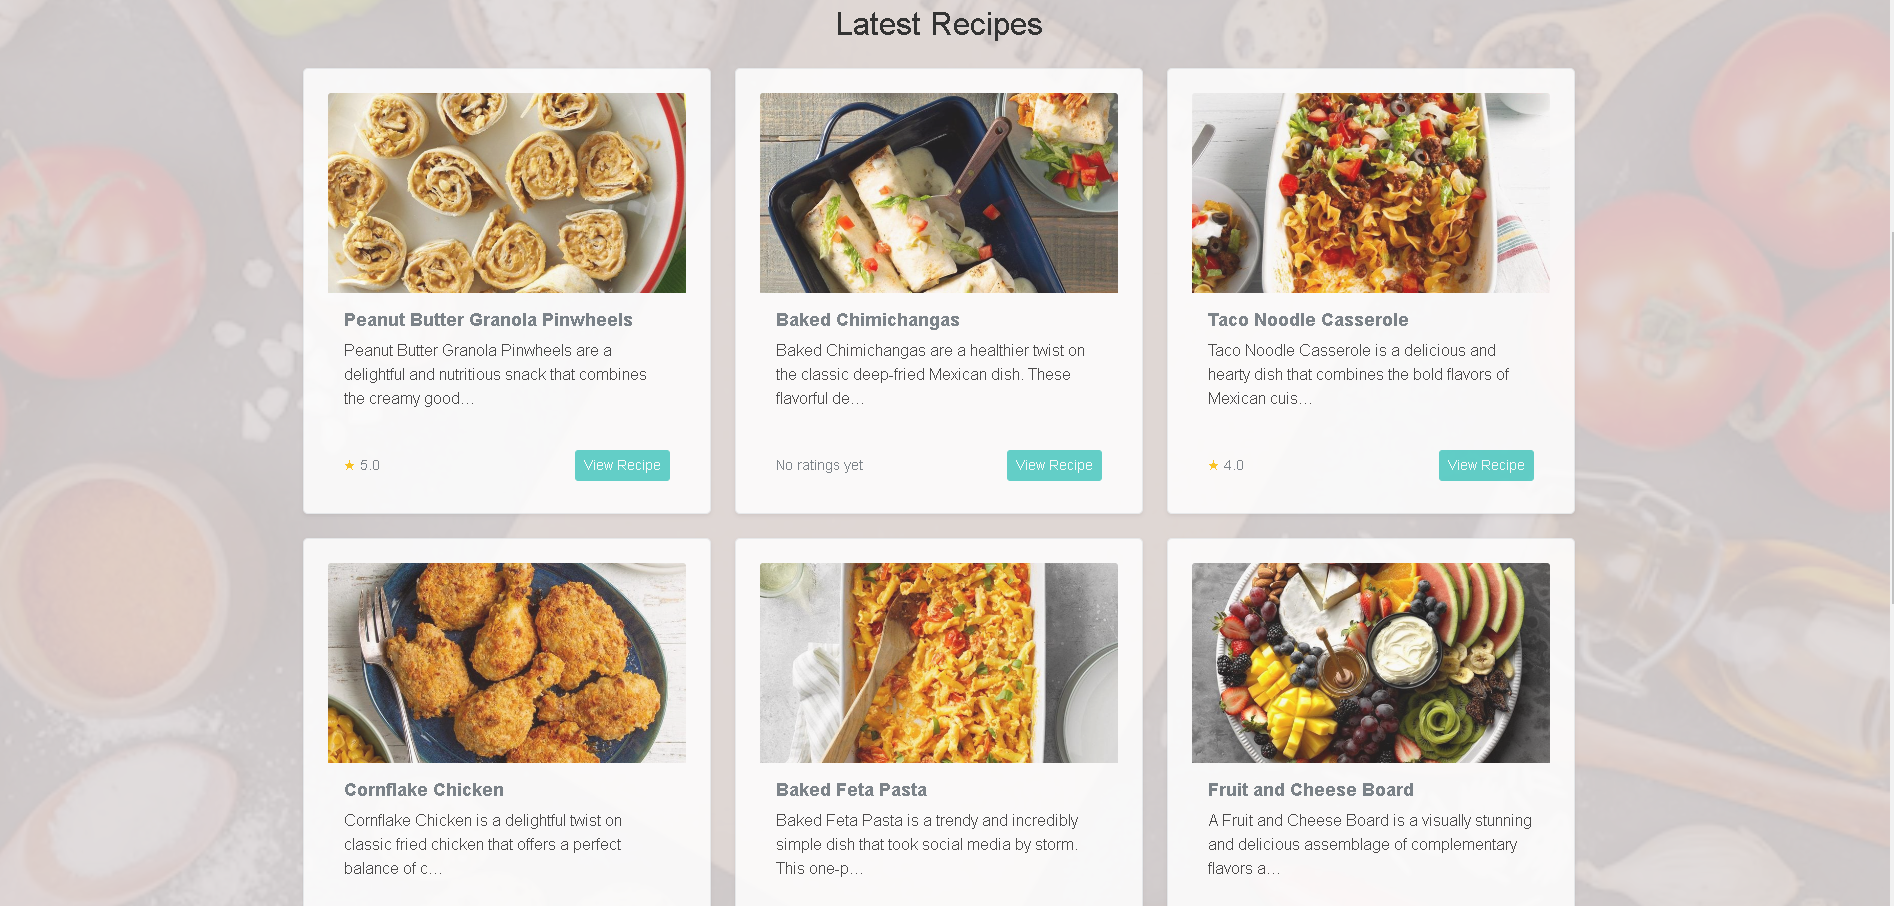 Latest Recipes
Peanut Butter Granola Pinwheels
Peanut Butter Granola Pinwheels are a
delightful and nutritious snack that combines
the creamy good...
★ 5.0
View Recipe
Baked Chimichangas
Baked Chimichangas are a healthier twist on
the classic deep-fried Mexican dish. These
flavorful de...
No ratings yet
View Recipe
Taco Noodle Casserole
Taco Noodle Casserole is a delicious and
hearty dish that combines the bold flavors of
Mexican cuis...
★ 4.0
View Recipe
Cornflake Chicken
Cornflake Chicken is a delightful twist on
classic fried chicken that offers a perfect
balance of c...
Baked Feta Pasta
Baked Feta Pasta is a trendy and incredibly
simple dish that took social media by storm.
This one-p...
Fruit and Cheese Board
A Fruit and Cheese Board is a visually stunning
and delicious assemblage of complementary
flavors a...